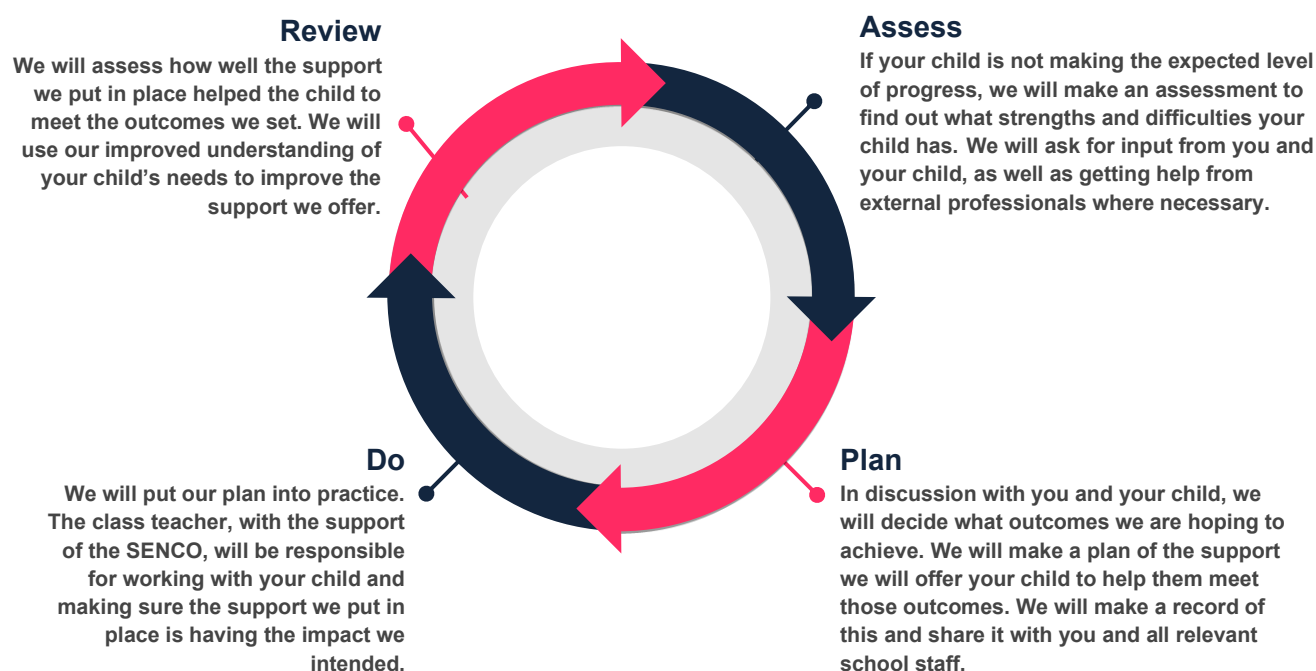 Review
We will assess how well the support
we put in place helped the child to
meet the outcomes we set. We will
use our improved understanding of
your child’s needs to improve the
support we offer.
Assess
If your child is not making the expected level
of progress, we will make an assessment to
find out what strengths and difficulties your
child has. We will ask for input from you and
your child, as well as getting help from
external professionals where necessary.
Do
We will put our plan into practice.
The class teacher, with the support
of the SENCO, will be responsible
for working with your child and
making sure the support we put in
place is having the impact we
intended.
Plan
In discussion with you and your child, we
will decide what outcomes we are hoping to
achieve. We will make a plan of the support
we will offer your child to help them meet
those outcomes. We will make a record of
this and share it with you and all relevant
school staff.